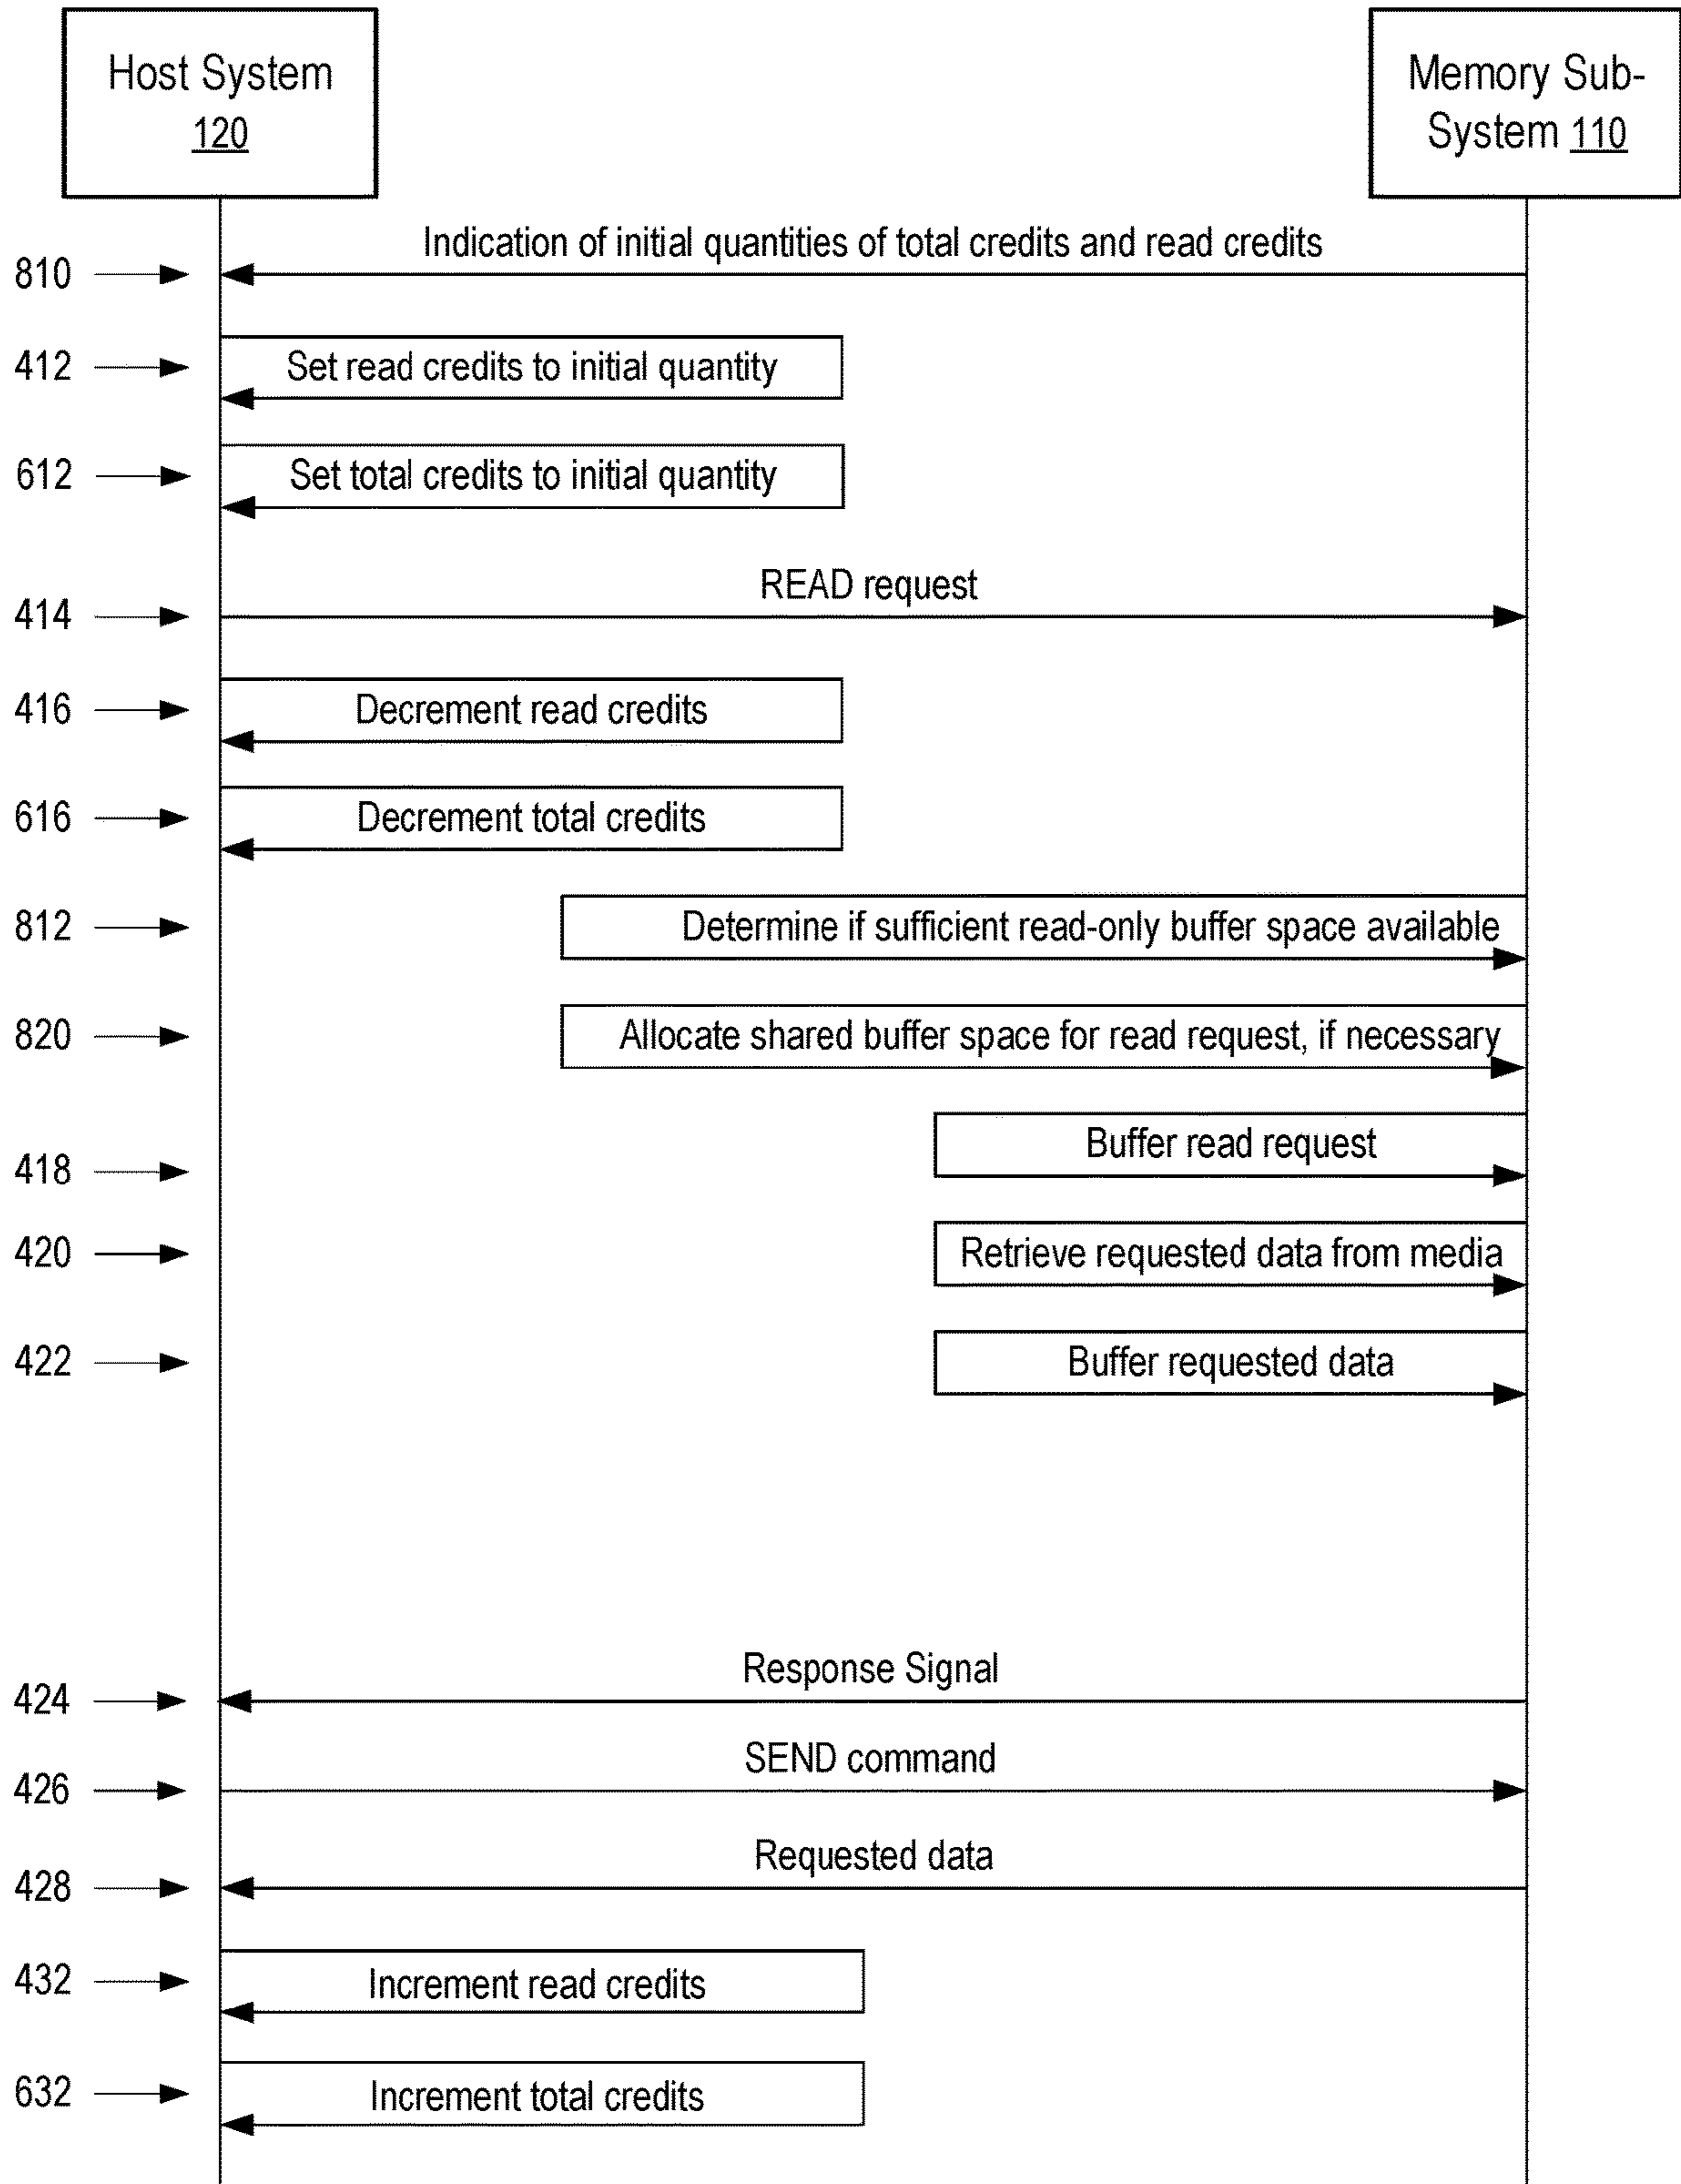 Host System
120
Memory Sub-
System 110
Indication of initial quantities of total credits and read credits
810
412
Set read credits to initial quantity
612
Set total credits to initial quantity
READ request
414
416
Decrement read credits
616
Decrement total credits
812
Determine if sufficient read-only buffer space available
820
Allocate shared buffer space for read request, if necessary
Buffer read request
418
420
Retrieve requested data from media
422
Buffer requested data
Response Signal
424
SEND command
426
Requested data
428
432
Increment read credits
632
Increment total credits